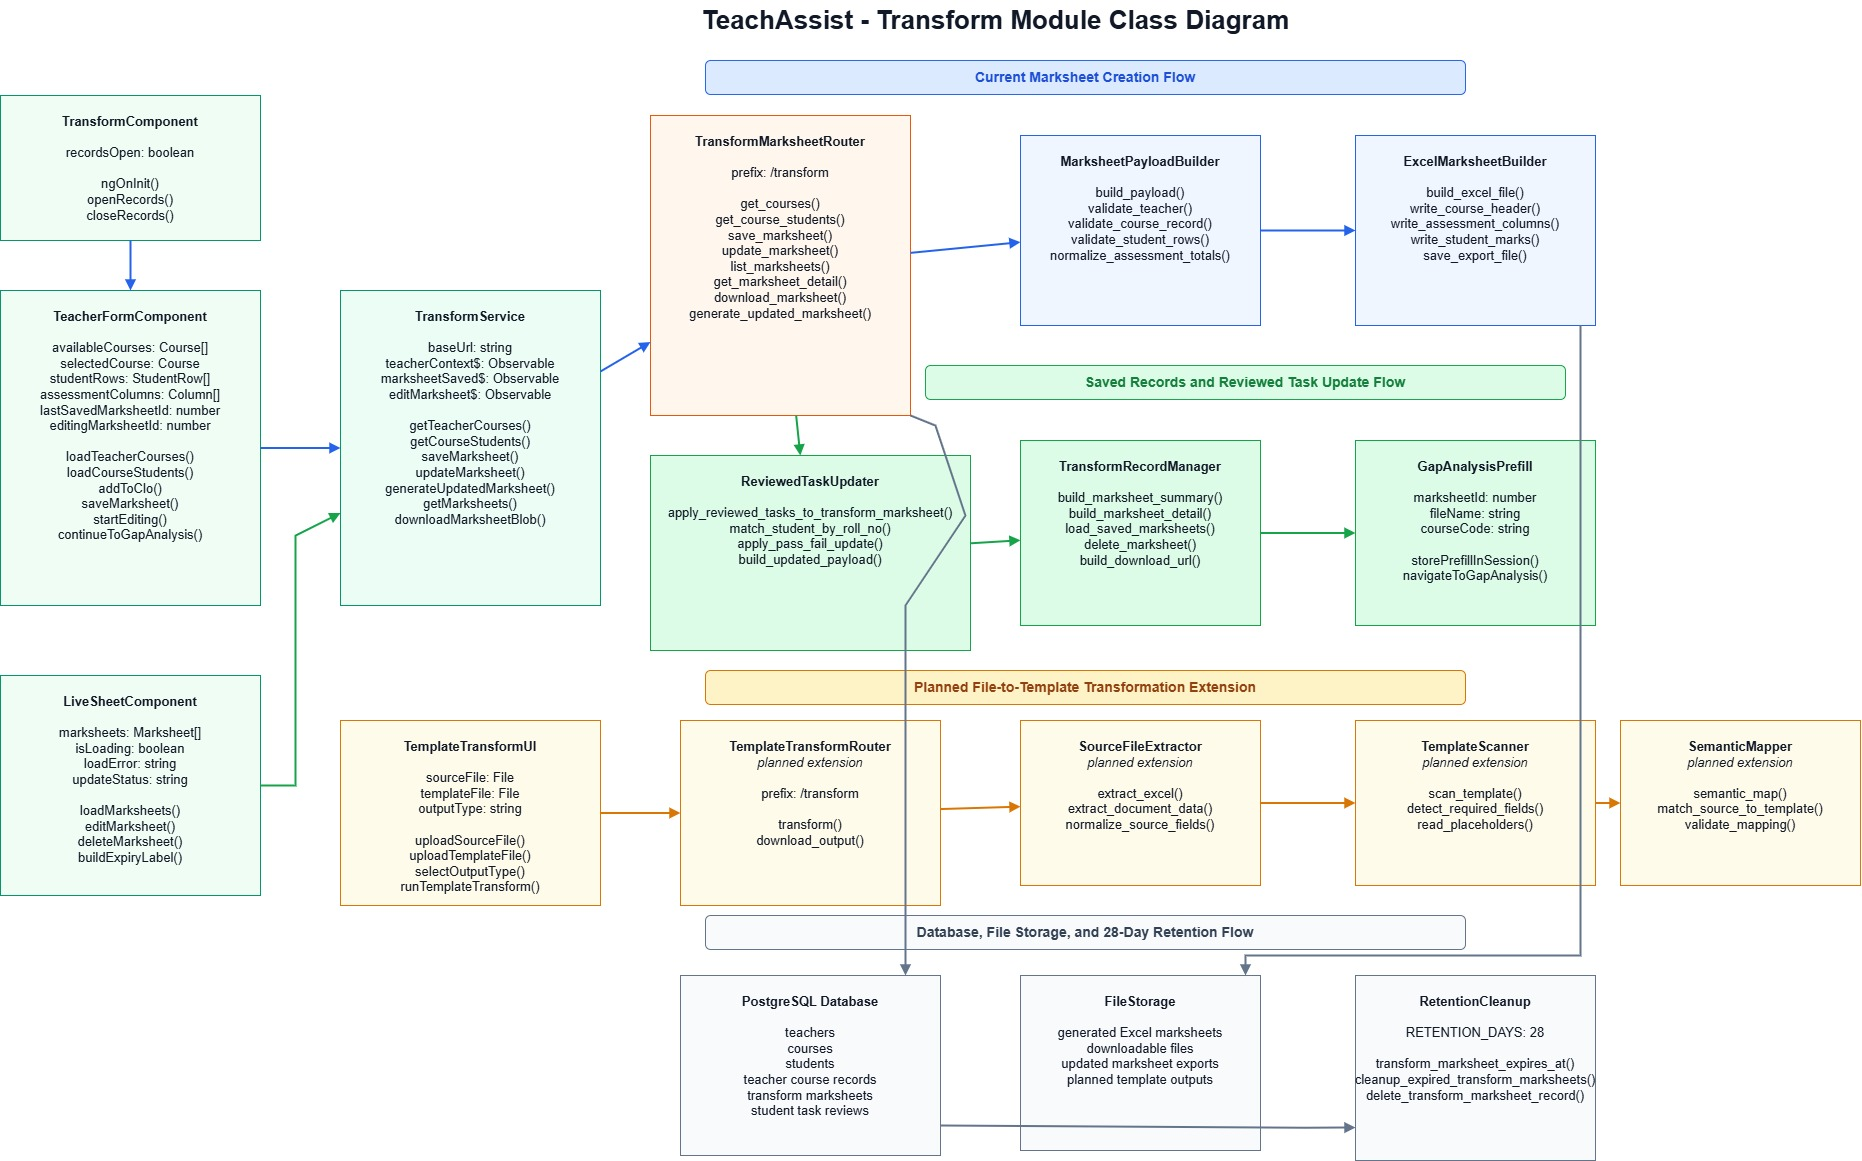 TeachAssist - Transform Module Class Diagram
Current Marksheet Creation Flow
TransformComponent
recordsOpen: boolean
ngOnInit()
openRecords()
closeRecords()
TransformMarksheetRouter
prefix: /transform
get_courses()
get_course_students()
save_marksheet()
update_marksheet()
list_marksheets()
get_marksheet_detail()
download_marksheet()
generate_updated_marksheet()
MarksheetPayloadBuilder
build_payload()
validate_teacher()
validate_course_record()
validate_student_rows()
normalize_assessment_totals()
ExcelMarksheetBuilder
build_excel_file()
write_course_header()
write_assessment_columns()
write_student_marks()
save_export_file()
TeacherFormComponent
availableCourses: Course[]
selectedCourse: Course
studentRows: StudentRow[]
assessmentColumns: Column[]
lastSavedMarksheetId: number
editingMarksheetId: number
loadTeacherCourses()
loadCourseStudents()
addToClo()
saveMarksheet()
startEditing()
continueToGapAnalysis()
TransformService
baseUrl: string
teacherContext$: Observable
marksheetSaved$: Observable
editMarksheet$: Observable
getTeacherCourses()
getCourseStudents()
saveMarksheet()
updateMarksheet()
generateUpdatedMarksheet()
getMarksheets()
downloadMarksheetBlob()
Saved Records and Reviewed Task Update Flow
ReviewedTaskUpdater
apply_reviewed_tasks_to_transform_marksheet()
match_student_by_roll_no()
apply_pass_fail_update()
build_updated_payload()
TransformRecordManager
build_marksheet_summary()
build_marksheet_detail()
load_saved_marksheets()
delete_marksheet()
build_download_url()
GapAnalysisPrefill
marksheetId: number
fileName: string
courseCode: string
storePrefillInSession()
navigateToGapAnalysis()
Planned File-to-Template Transformation Extension
LiveSheetComponent
marksheets: Marksheet[]
isLoading: boolean
loadError: string
updateStatus: string
loadMarksheets()
editMarksheet()
deleteMarksheet()
buildExpiryLabel()
TemplateTransformUI
sourceFile: File
templateFile: File
outputType: string
uploadSourceFile()
uploadTemplateFile()
selectOutputType()
runTemplateTransform()
TemplateTransformRouter
planned extension
prefix: /transform
transform()
download_output()
SourceFileExtractor
planned extension
extract_excel()
extract_document_data()
normalize_source_fields()
TemplateScanner
planned extension
scan_template()
detect_required_fields()
read_placeholders()
SemanticMapper
planned extension
semantic_map()
match_source_to_template()
validate_mapping()
Database, File Storage, and 28-Day Retention Flow
PostgreSQL Database
teachers
courses
students
teacher course records
transform marksheets
student task reviews
FileStorage
generated Excel marksheets
downloadable files
updated marksheet exports
planned template outputs
RetentionCleanup
RETENTION_DAYS: 28
transform_marksheet_expires_at()
cleanup_expired_transform_marksheets()
delete_transform_marksheet_record()